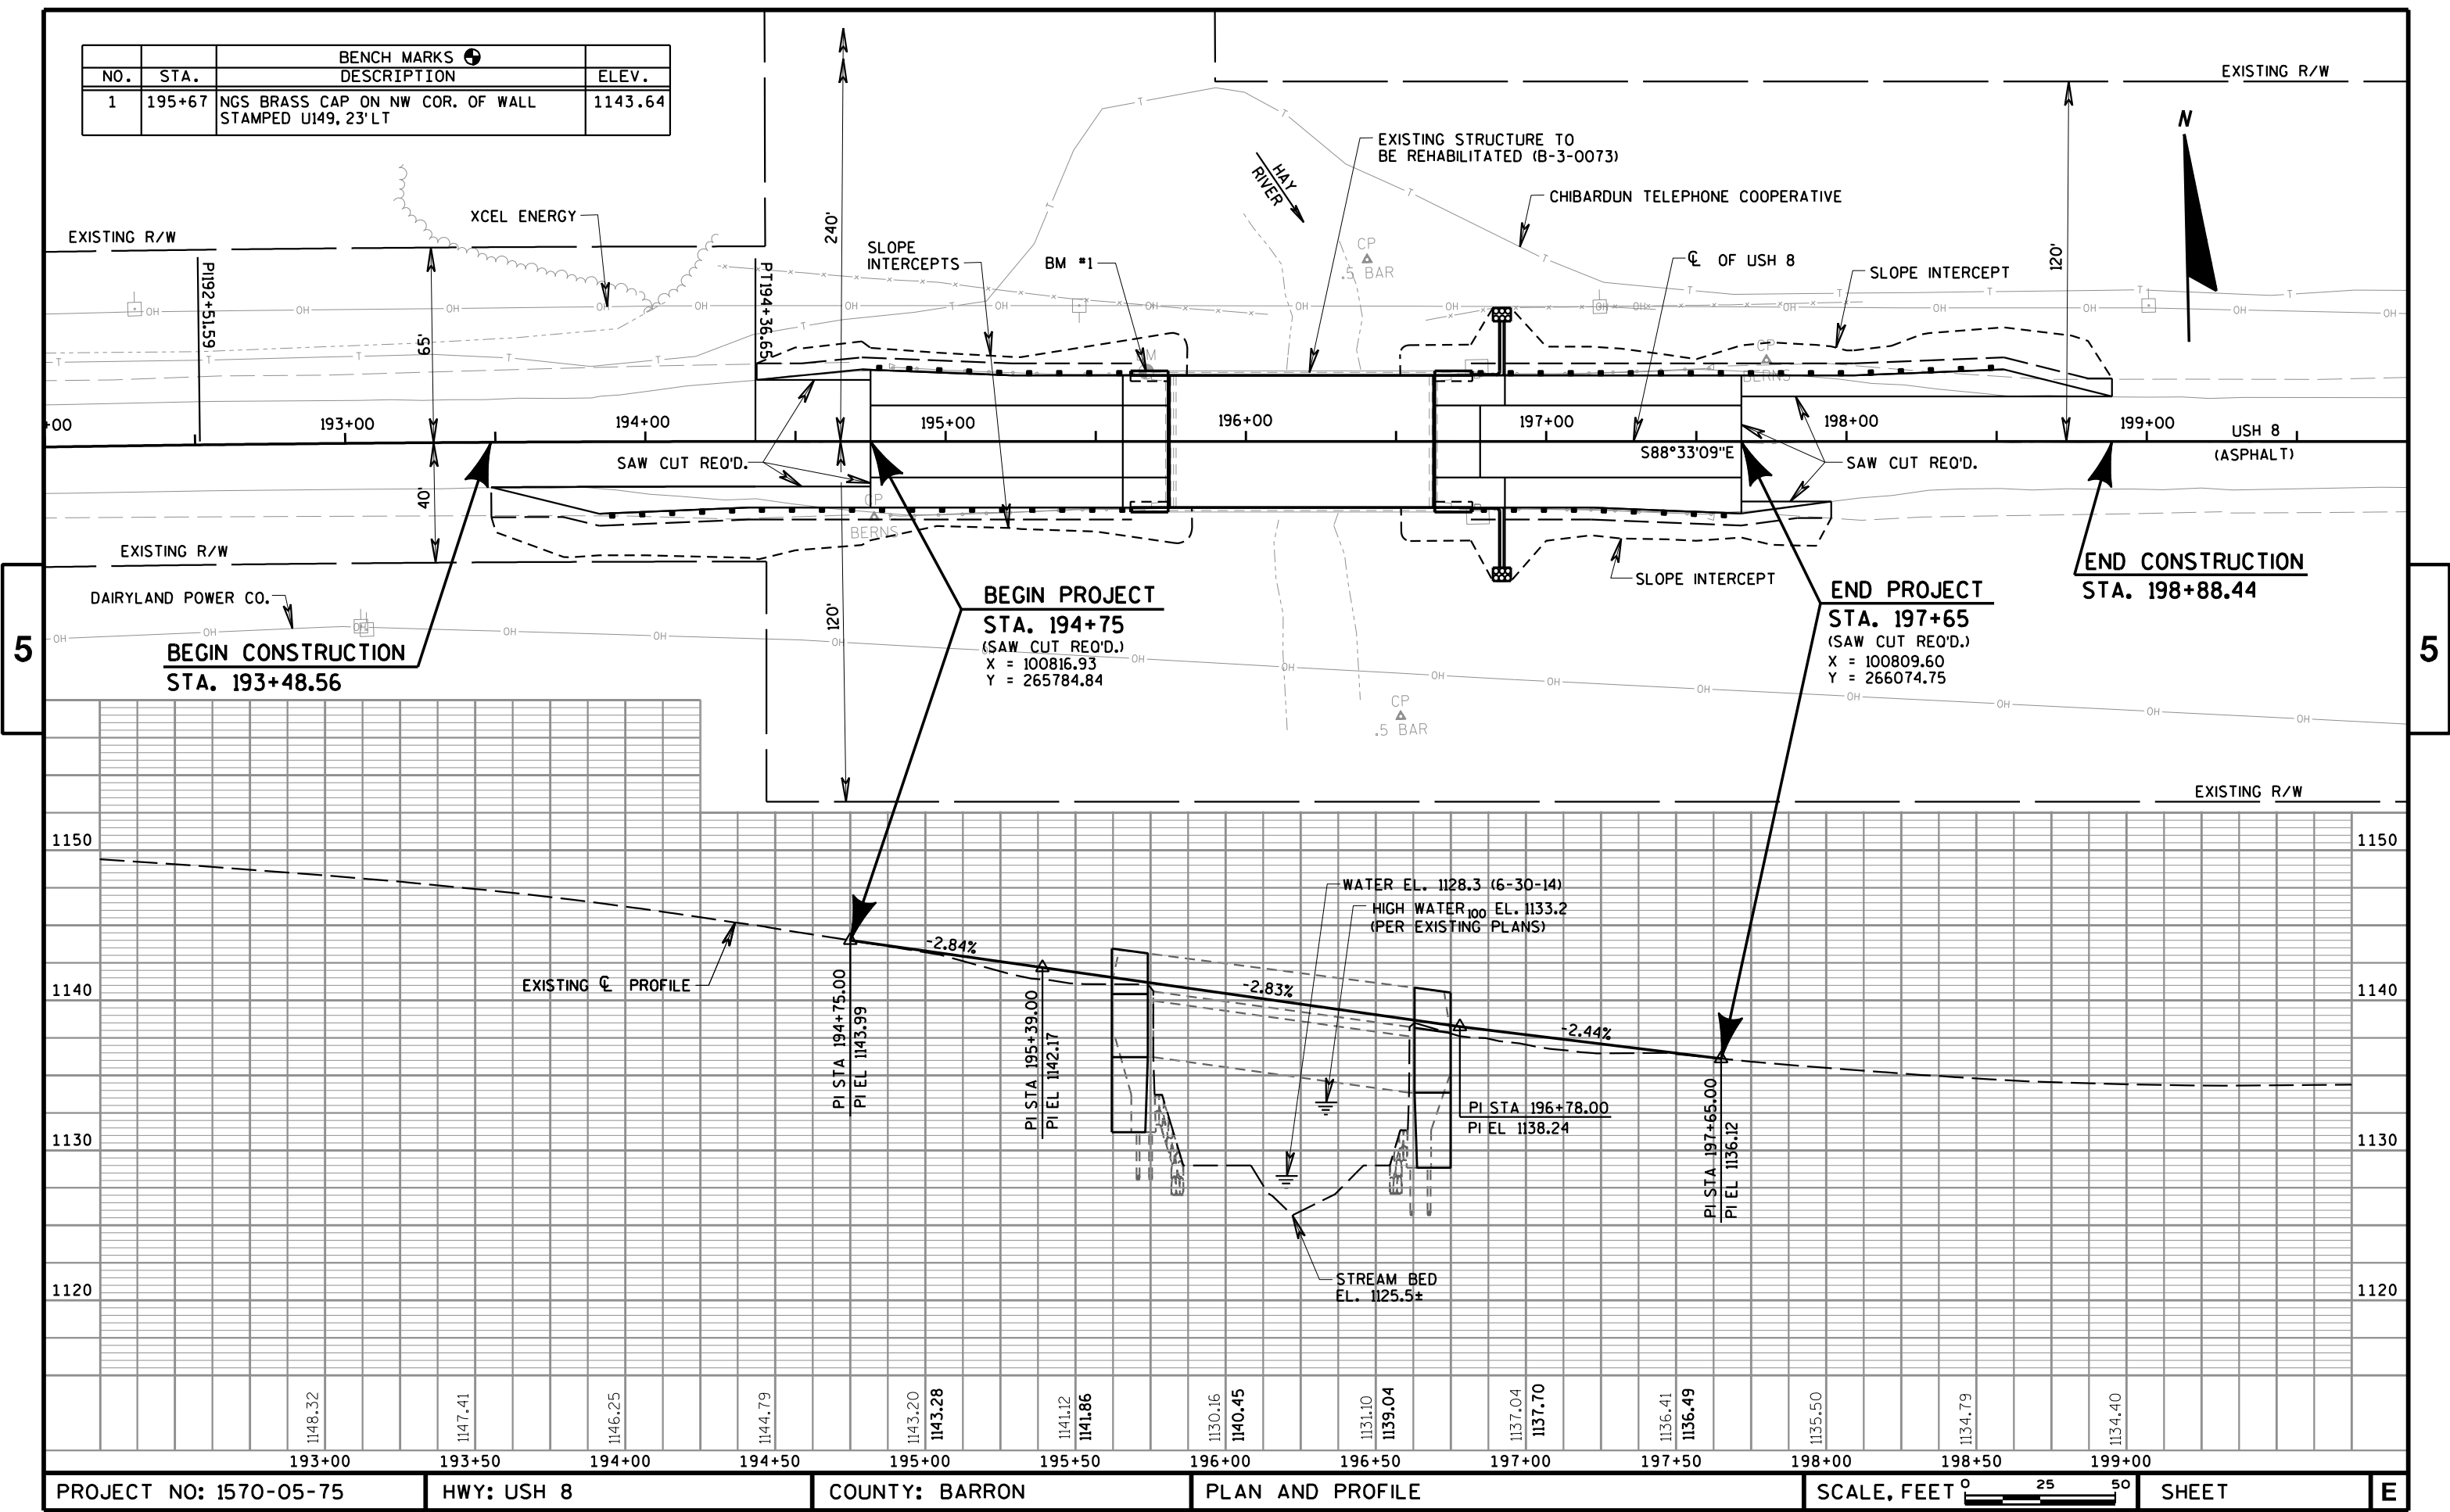 BENCH MARKS
NO. STA. DESCRIPTION ELEV.
1 195+67 NGS BRASS CAP ON NW COR. OF WALL 1143.64
STAMPED U149, 23' LT
EXISTING R/W
N
240'
120'
EXISTING STRUCTURE TO
BE REHABILITATED (B-3-0073)
HAY
RIVER
CHIBARDUN TELEPHONE COOPERATIVE
XCEL ENERGY
EXISTING R/W
SLOPE
INTERCEPTS
BM #1
CP
.5 BAR
℄ OF USH 8
SLOPE INTERCEPT
PI192+51.59
65'
PT194+36.65
BM
CP
BERNS
+00 193+00 194+00 195+00 196+00 197+00 198+00 199+00
USH 8
(ASPHALT)
S88°33'09"E
SAW CUT REQ'D.
SAW CUT REQ'D.
40'
CP
BERNS
EXISTING R/W
SLOPE INTERCEPT
120'
DAIRYLAND POWER CO.
BEGIN CONSTRUCTION
STA. 193+48.56
BEGIN PROJECT
STA. 194+75
(SAW CUT REQ'D.)
X = 100816.93
Y = 265784.84
END PROJECT
STA. 197+65
(SAW CUT REQ'D.)
X = 100809.60
Y = 266074.75
END CONSTRUCTION
STA. 198+88.44
5
5
CP
.5 BAR
EXISTING R/W
1150 1150
WATER EL. 1128.3 (6-30-14)
HIGH WATER100 EL. 1133.2
(PER EXISTING PLANS)
-2.84%
-2.83%
-2.44%
EXISTING ℄ PROFILE
1140 1140
PI STA 194+75.00
PI EL 1143.99
PI STA 195+39.00
PI EL 1142.17
PI STA 196+78.00
PI EL 1138.24
PI STA 197+65.00
PI EL 1136.12
1130 1130
STREAM BED
EL. 1125.5±
1120 1120
1148.32
1147.41
1146.25
1144.79
1143.20
1143.28
1141.12
1141.86
1130.16
1140.45
1131.10
1139.04
1137.04
1137.70
1136.41
1136.49
1135.50
1134.79
1134.40
193+00 193+50 194+00 194+50 195+00 195+50 196+00 196+50 197+00 197+50 198+00 198+50 199+00
PROJECT NO: 1570-05-75 HWY: USH 8 COUNTY: BARRON PLAN AND PROFILE SCALE, FEET 0 25 50 SHEET E